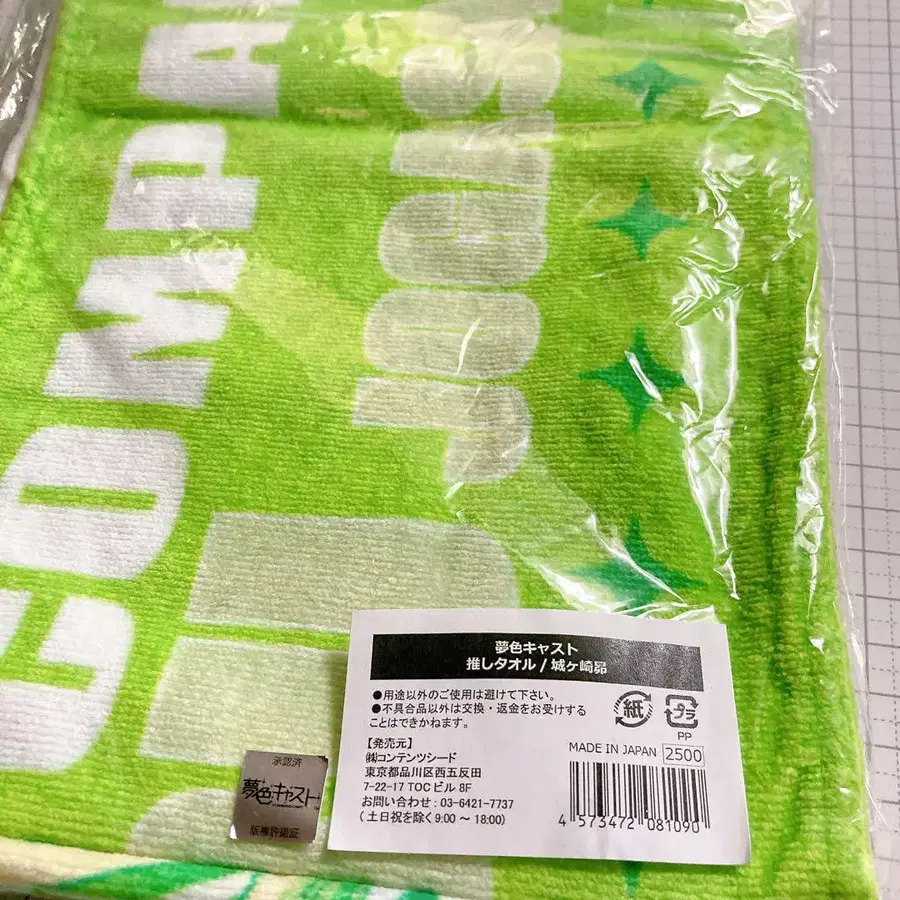 COMPA
JOGIS
夢色キャスト
推しタオル / 城ヶ崎昴
●用途以外のご使用は避けて下さい。
●不具合品以外は交換・返金をお受けする
ことはできかねます。
紙
プラ
PP
【発売元】
㈱コンテンツシード
東京都品川区西五反田
7-22-17 TOC ビル 8F
お問い合わせ : 03-6421-7737
( 土日祝を除く9:00 〜 18:00)
MADE IN JAPAN 2500
4 573472 081090
承認済
夢色キャスト
版権許諾証